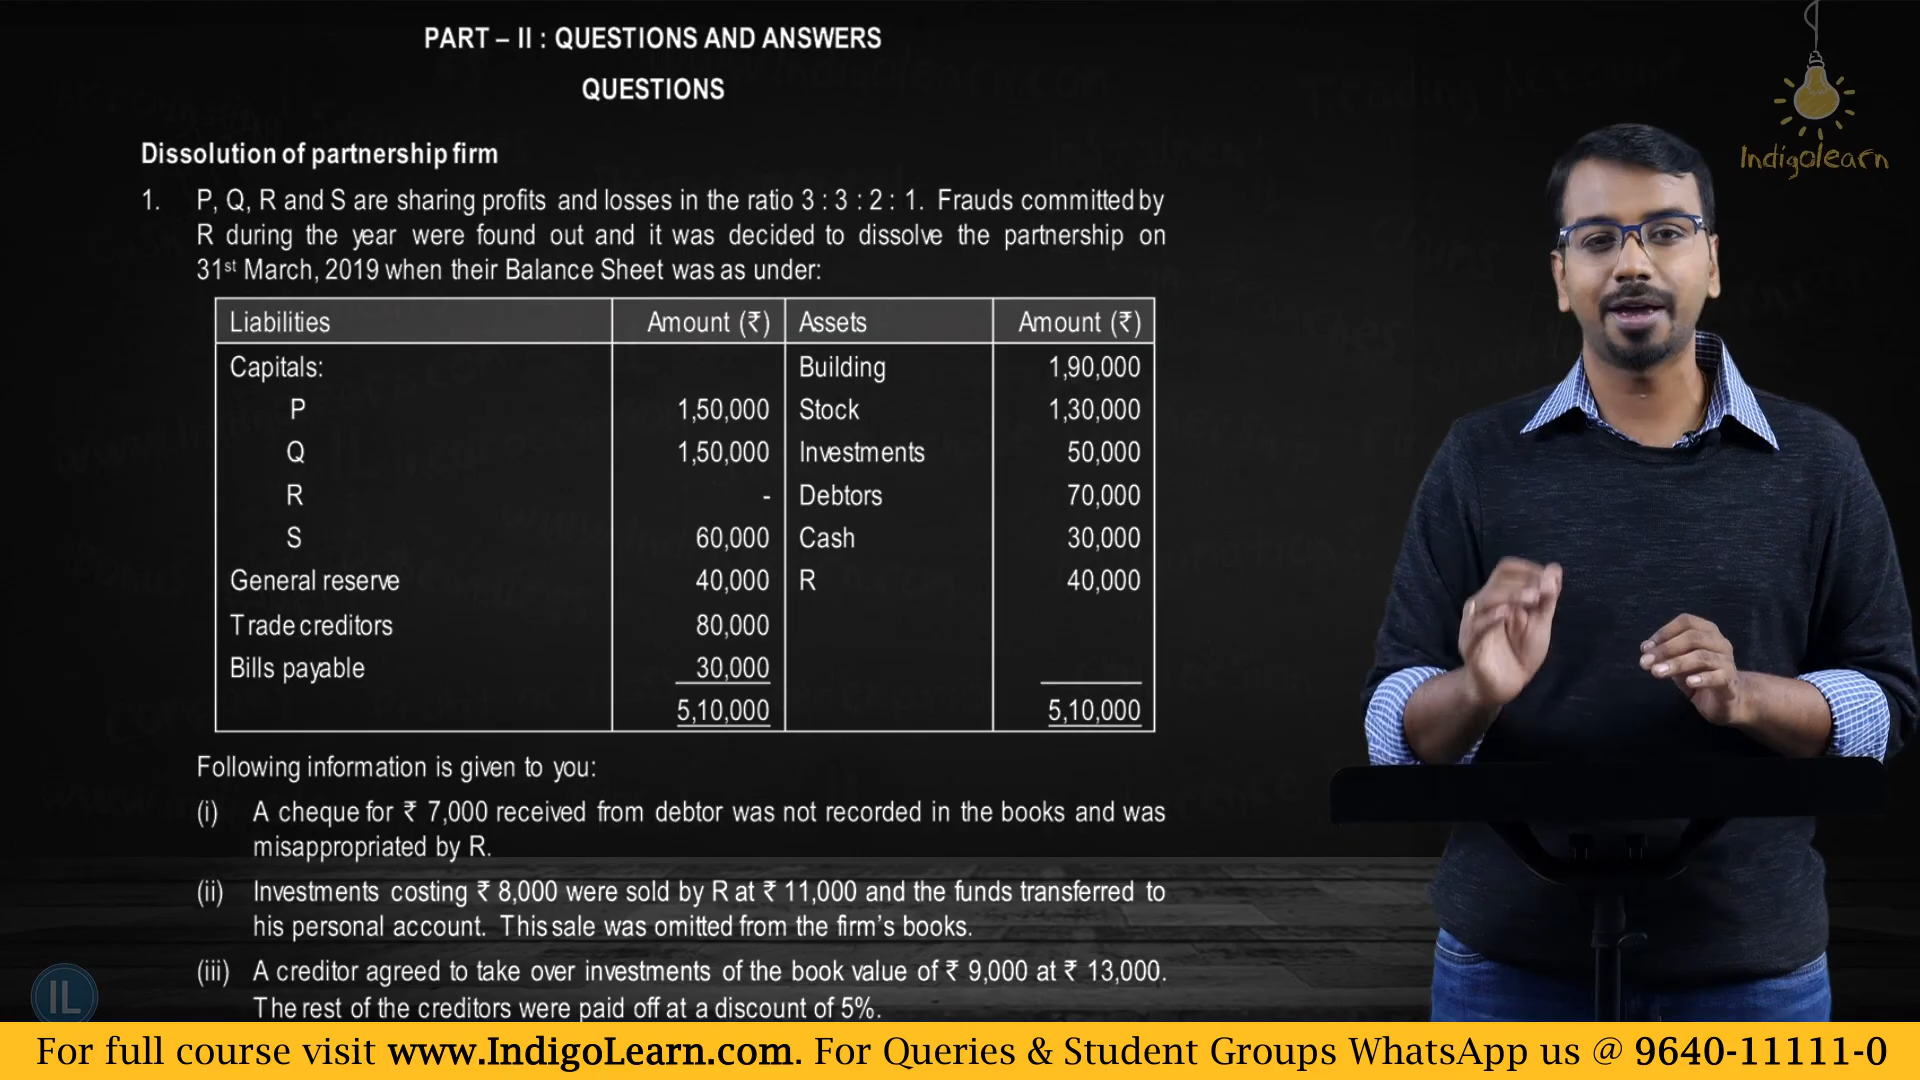 PART – II : QUESTIONS AND ANSWERS
QUESTIONS
Indigolearn
Dissolution of partnership firm
1. P, Q, R and S are sharing profits and losses in the ratio 3 : 3 : 2 : 1. Frauds committed by
R during the year were found out and it was decided to dissolve the partnership on
31st March, 2019 when their Balance Sheet was as under:
Liabilities Amount (₹) Assets Amount (₹)
Capitals: Building 1,90,000
P 1,50,000 Stock 1,30,000
Q 1,50,000 Investments 50,000
R - Debtors 70,000
S 60,000 Cash 30,000
General reserve 40,000 R 40,000
Trade creditors 80,000
Bills payable 30,000
5,10,000 5,10,000
Following information is given to you:
(i) A cheque for ₹ 7,000 received from debtor was not recorded in the books and was
misappropriated by R.
(ii) Investments costing ₹ 8,000 were sold by R at ₹ 11,000 and the funds transferred to
his personal account. This sale was omitted from the firm's books.
(iii) A creditor agreed to take over investments of the book value of ₹ 9,000 at ₹ 13,000.
The rest of the creditors were paid off at a discount of 5%.
IL
For full course visit www.IndigoLearn.com. For Queries & Student Groups WhatsApp us @ 9640-11111-0